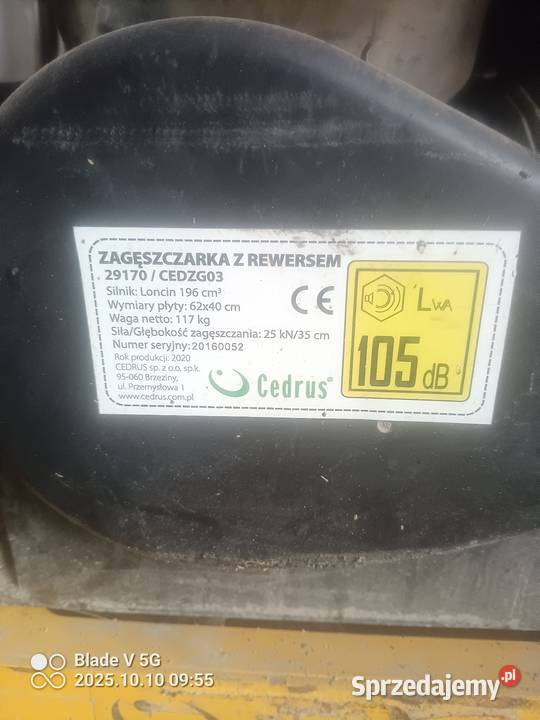 ZAGĘSZCZARKA Z REWERSEM
29170 / CEDZG03
Silnik: Loncin 196 cm³
Wymiary płyty: 62x40 cm
Waga netto: 117 kg
Siła/Głębokość zagęszczania: 25 kN/35 cm
Numer seryjny: 20160052
Rok produkcji: 2020
CEDRUS sp. z o.o. sp.k.
95-060 Brzeziny,
ul. Przemysłowa 1
www.cedrus.com.pl
CE
Cedrus®
LWA
105 dB
Blade V 5G
2025.10.10 09:55
Sprzedajemy.pl